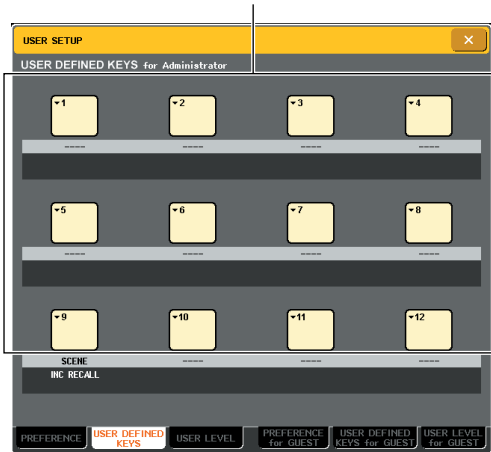 USER SETUP
×
USER DEFINED KEYS for Administrator
1 2 3 4
---- ---- ---- ----
5 6 7 8
---- ---- ---- ----
9 10 11 12
SCENE ---- ---- ----
INC RECALL
PREFERENCE USER DEFINED KEYS USER LEVEL PREFERENCE for GUEST USER DEFINED KEYS for GUEST USER LEVEL for GUEST